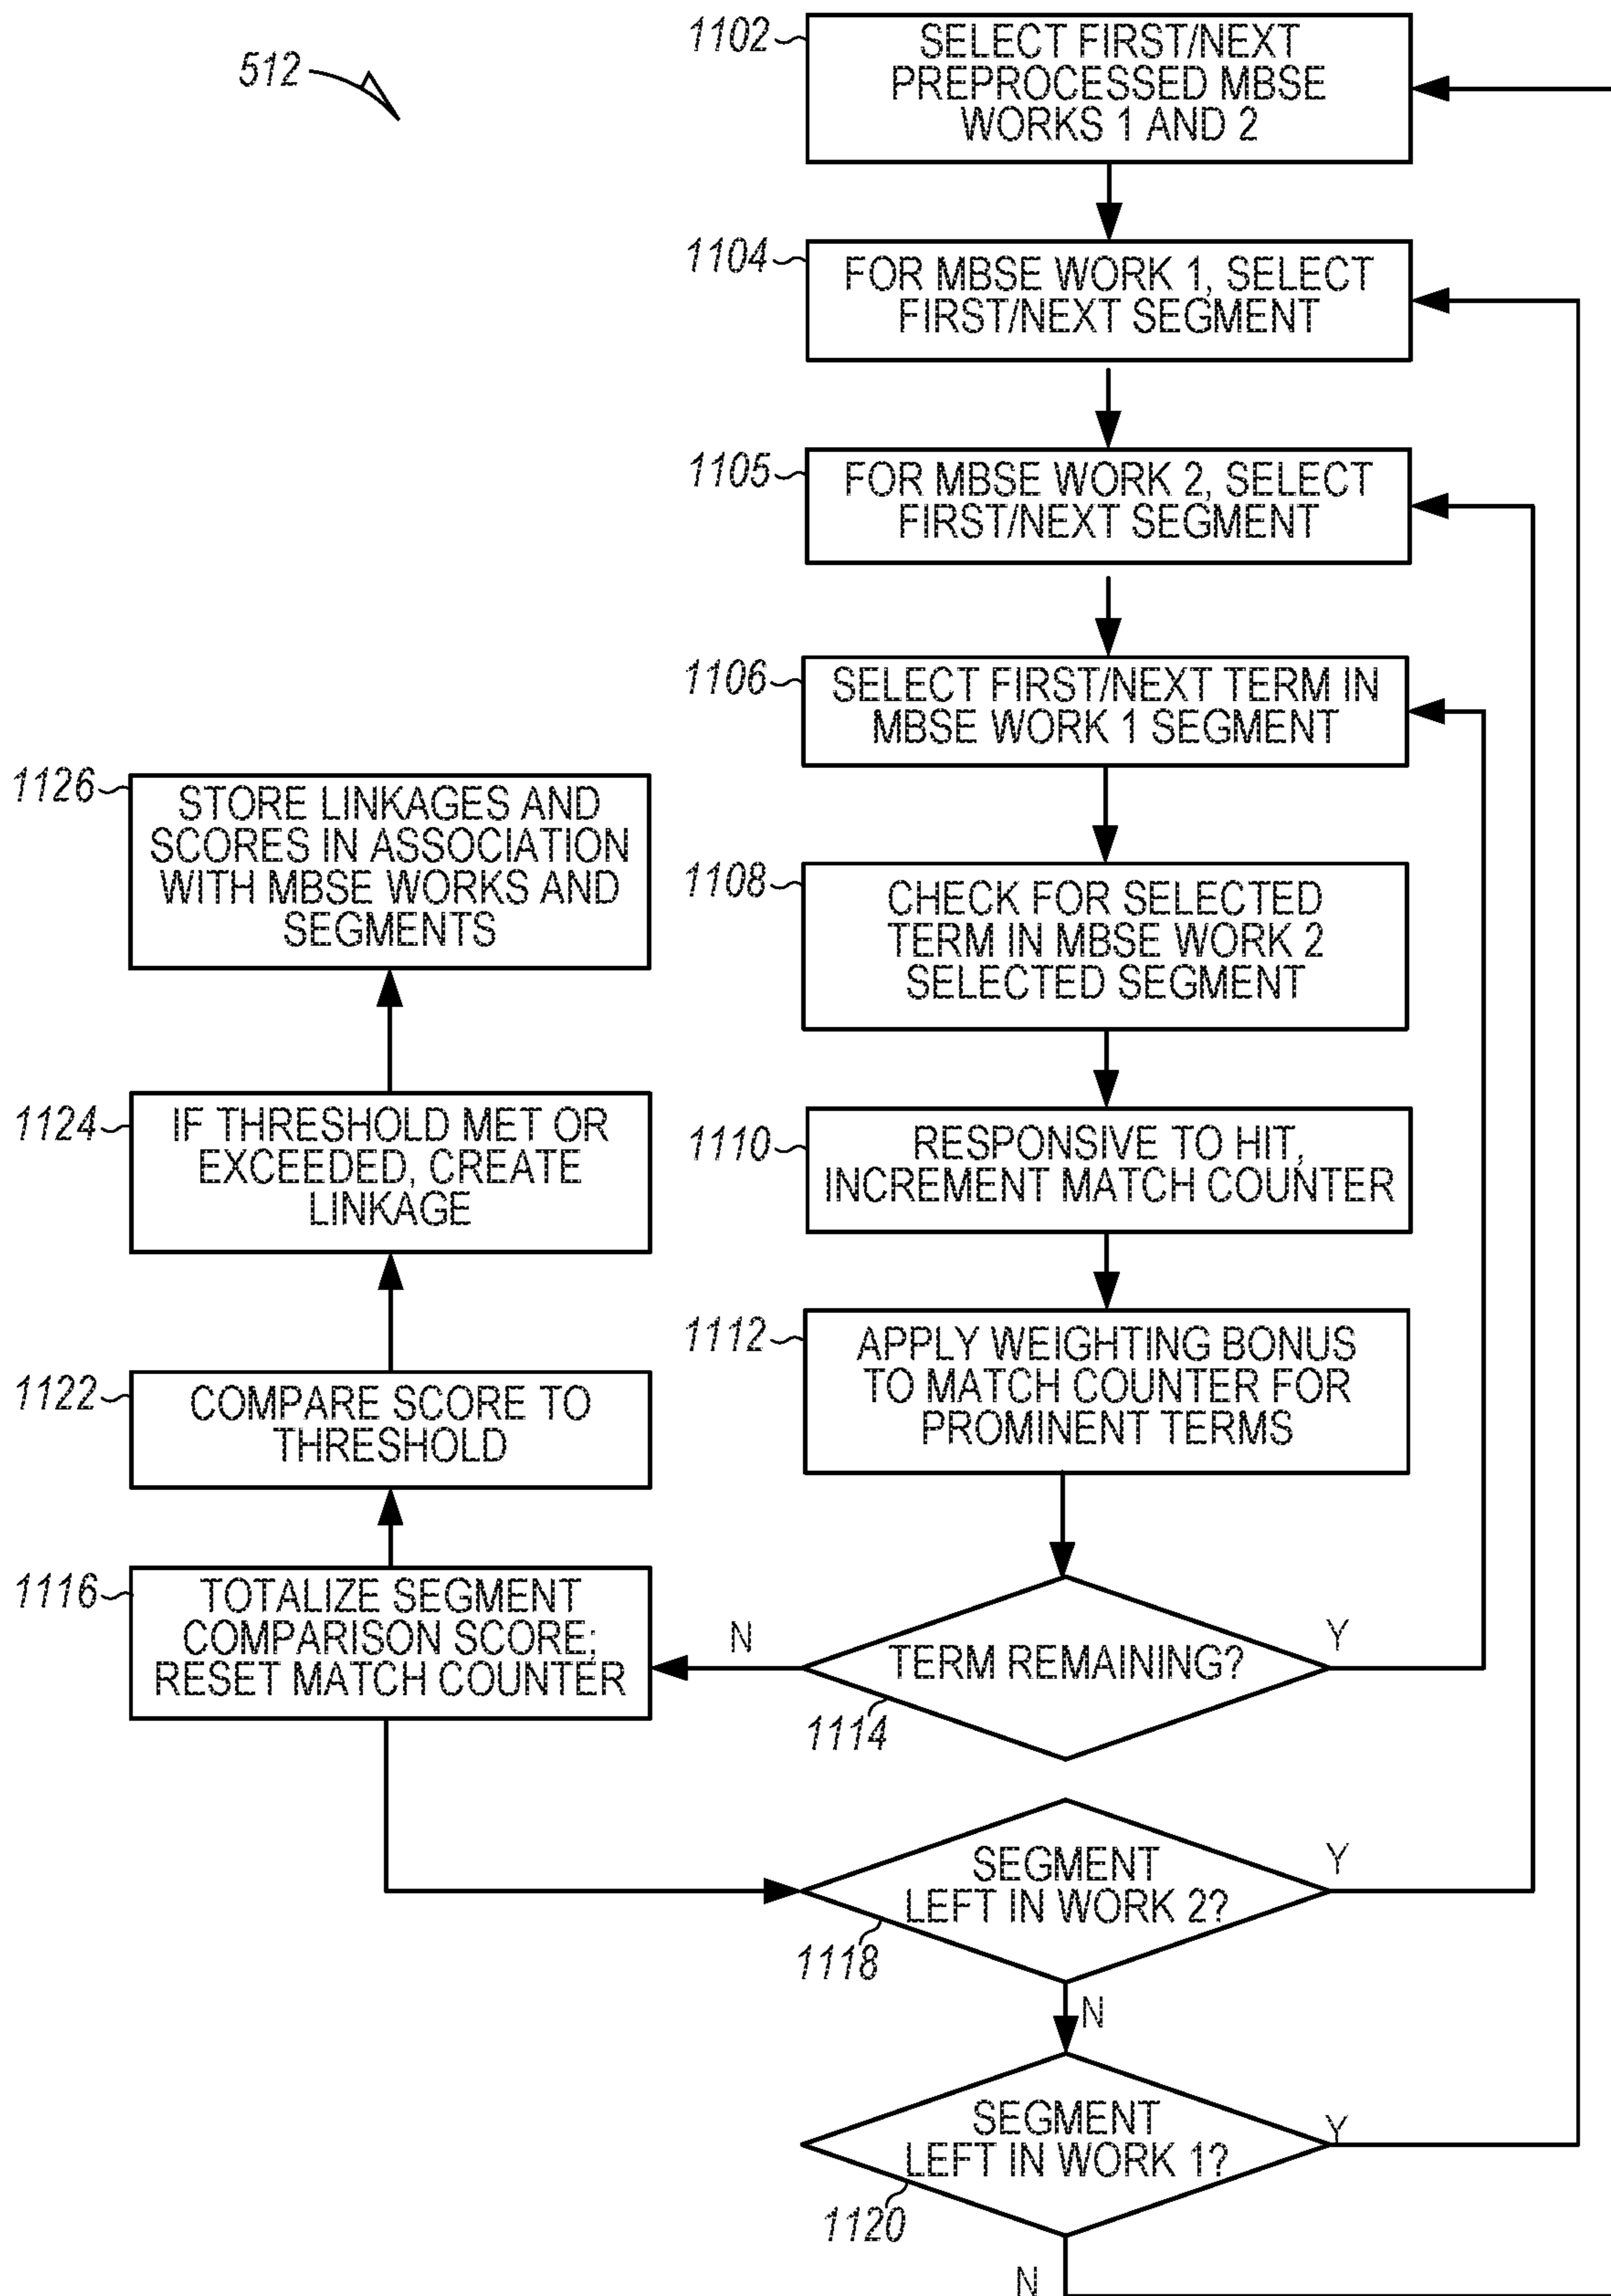 512
1102
SELECT FIRST/NEXT
PREPROCESSED MBSE
WORKS 1 AND 2
1104
FOR MBSE WORK 1, SELECT
FIRST/NEXT SEGMENT
1105
FOR MBSE WORK 2, SELECT
FIRST/NEXT SEGMENT
1106
SELECT FIRST/NEXT TERM IN
MBSE WORK 1 SEGMENT
1108
CHECK FOR SELECTED
TERM IN MBSE WORK 2
SELECTED SEGMENT
1110
RESPONSIVE TO HIT,
INCREMENT MATCH COUNTER
1112
APPLY WEIGHTING BONUS
TO MATCH COUNTER FOR
PROMINENT TERMS
TERM REMAINING?
Y
N
1114
1116
TOTALIZE SEGMENT
COMPARISON SCORE;
RESET MATCH COUNTER
1122
COMPARE SCORE TO
THRESHOLD
1124
IF THRESHOLD MET OR
EXCEEDED, CREATE
LINKAGE
1126
STORE LINKAGES AND
SCORES IN ASSOCIATION
WITH MBSE WORKS AND
SEGMENTS
SEGMENT
LEFT IN WORK 2?
Y
1118
N
SEGMENT
LEFT IN WORK 1?
Y
1120
N